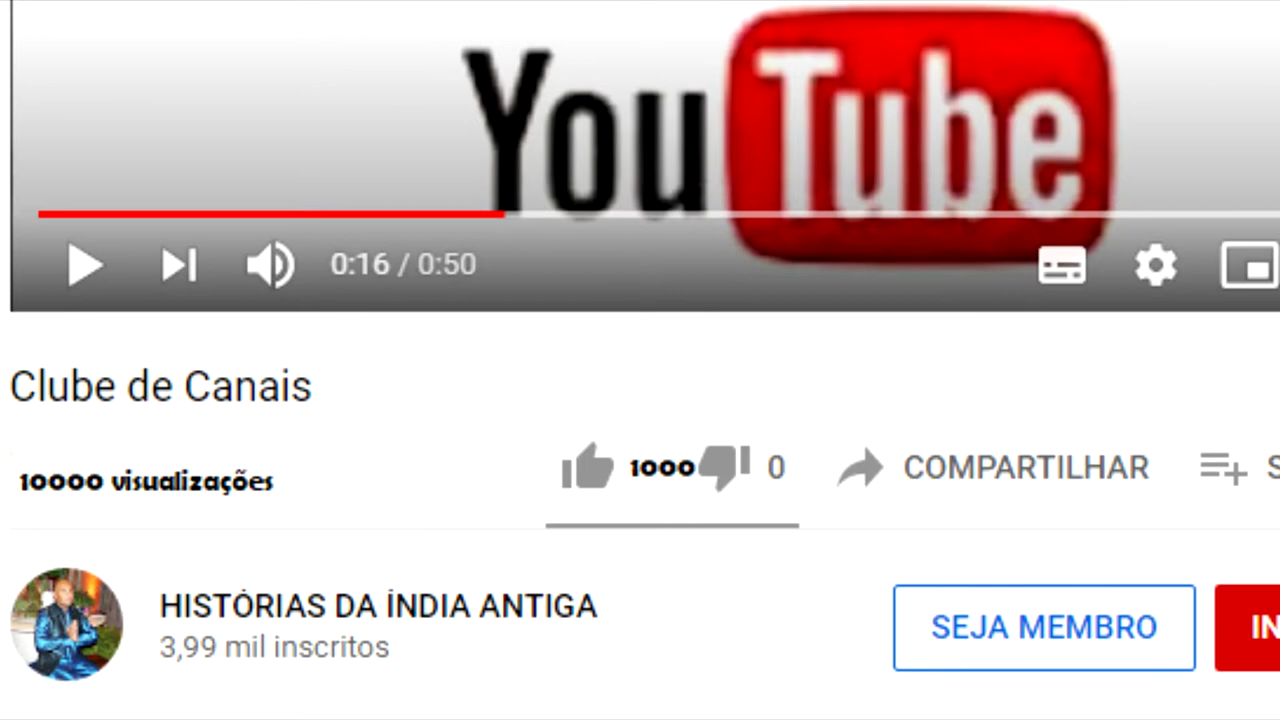 YouTube
0:16 / 0:50
Clube de Canais
10000 visualizações
1000 0 COMPARTILHAR S
HISTÓRIAS DA ÍNDIA ANTIGA
3,99 mil inscritos
SEJA MEMBRO IN